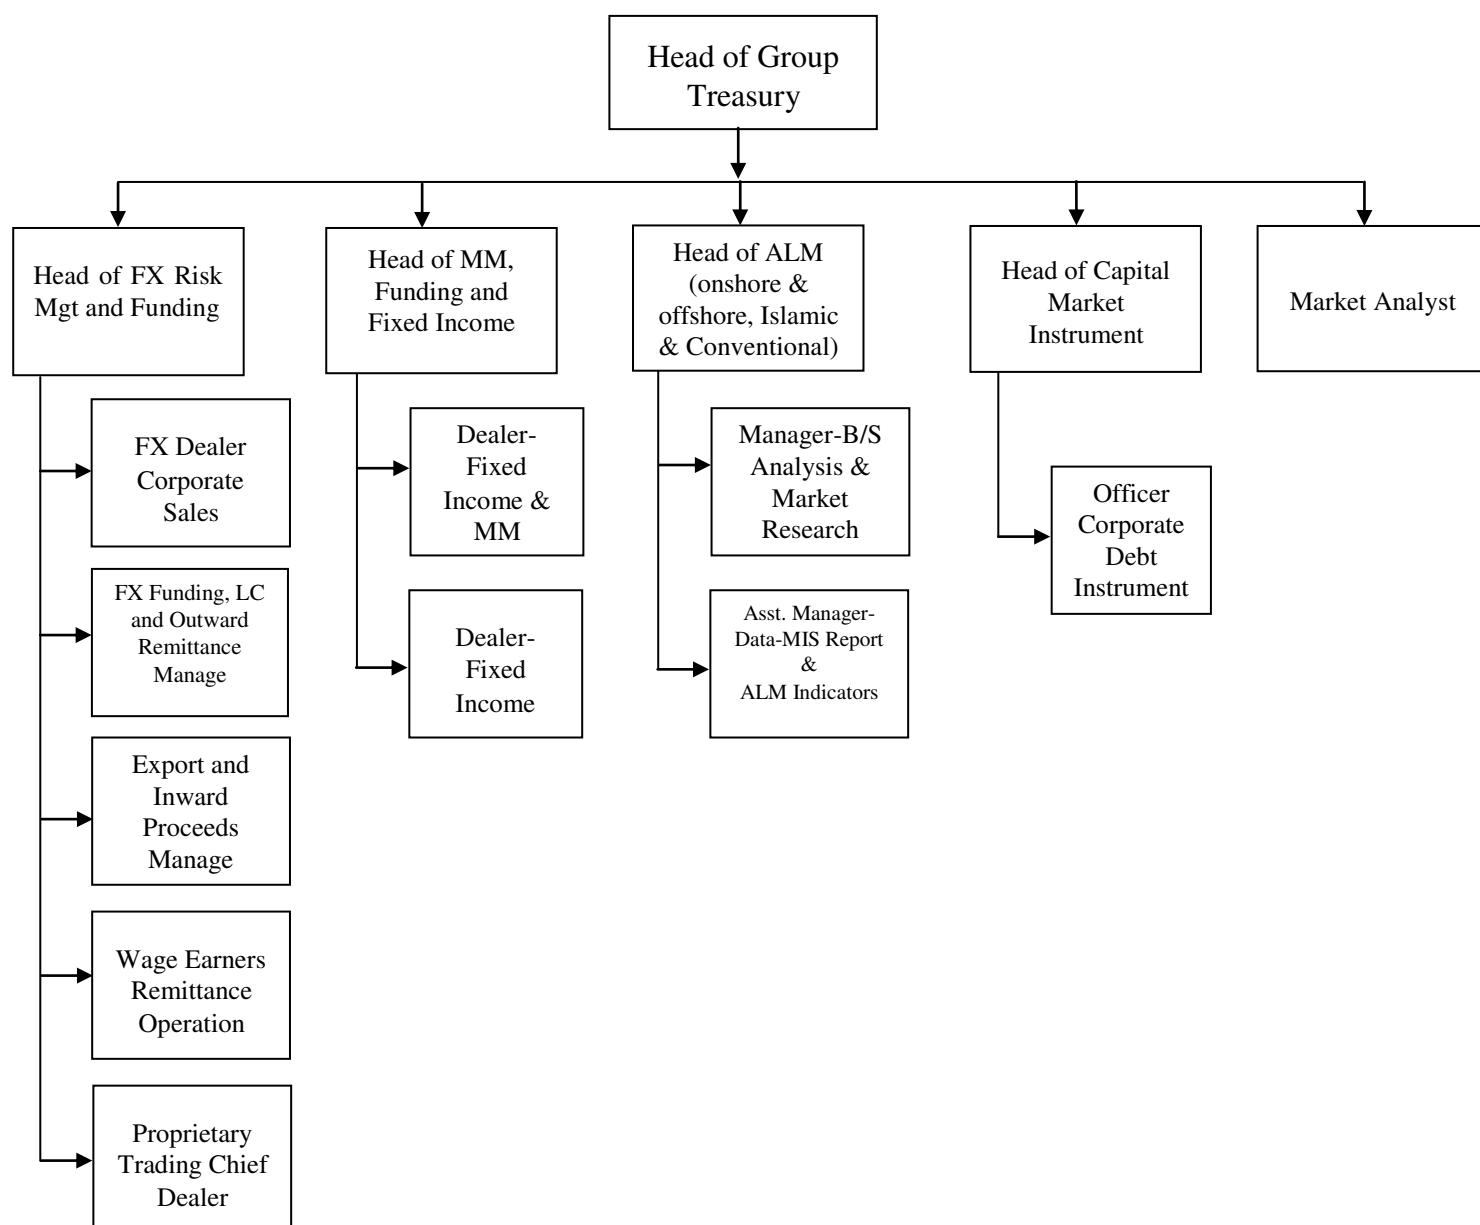 Head of Group
Treasury
Head of FX Risk
Mgt and Funding
Head of MM,
Funding and
Fixed Income
Head of ALM
(onshore &
offshore, Islamic
& Conventional)
Head of Capital
Market
Instrument
Market Analyst
FX Dealer
Corporate
Sales
FX Funding, LC
and Outward
Remittance
Manage
Export and
Inward
Proceeds
Manage
Wage Earners
Remittance
Operation
Proprietary
Trading Chief
Dealer
Dealer-
Fixed
Income &
MM
Dealer-
Fixed
Income
Manager-B/S
Analysis &
Market
Research
Asst. Manager-
Data-MIS Report
&
ALM Indicators
Officer
Corporate
Debt
Instrument